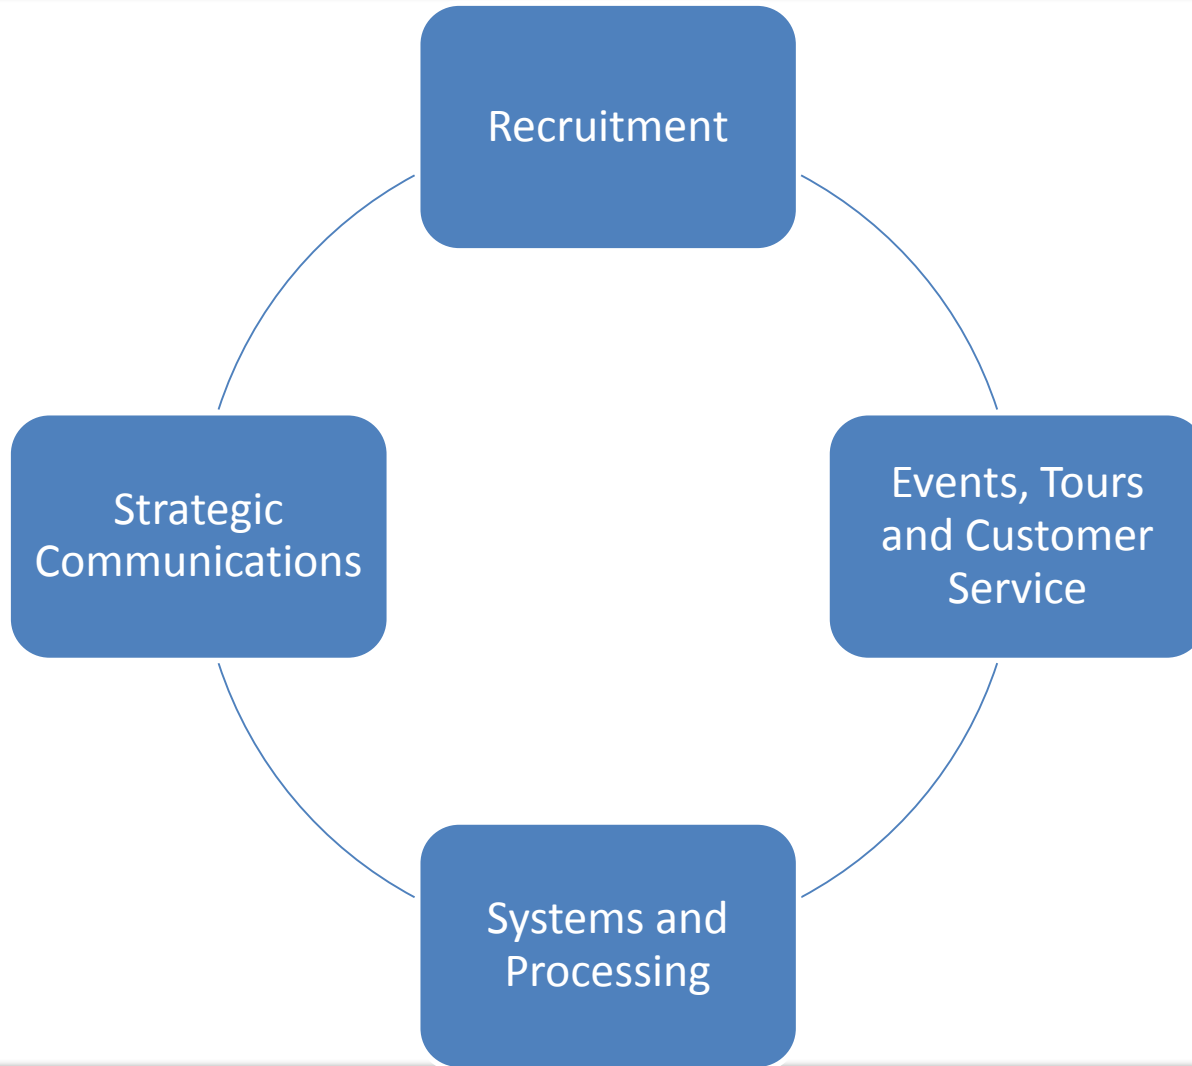 Recruitment
Events, Tours
and Customer
Service
Systems and
Processing
Strategic
Communications